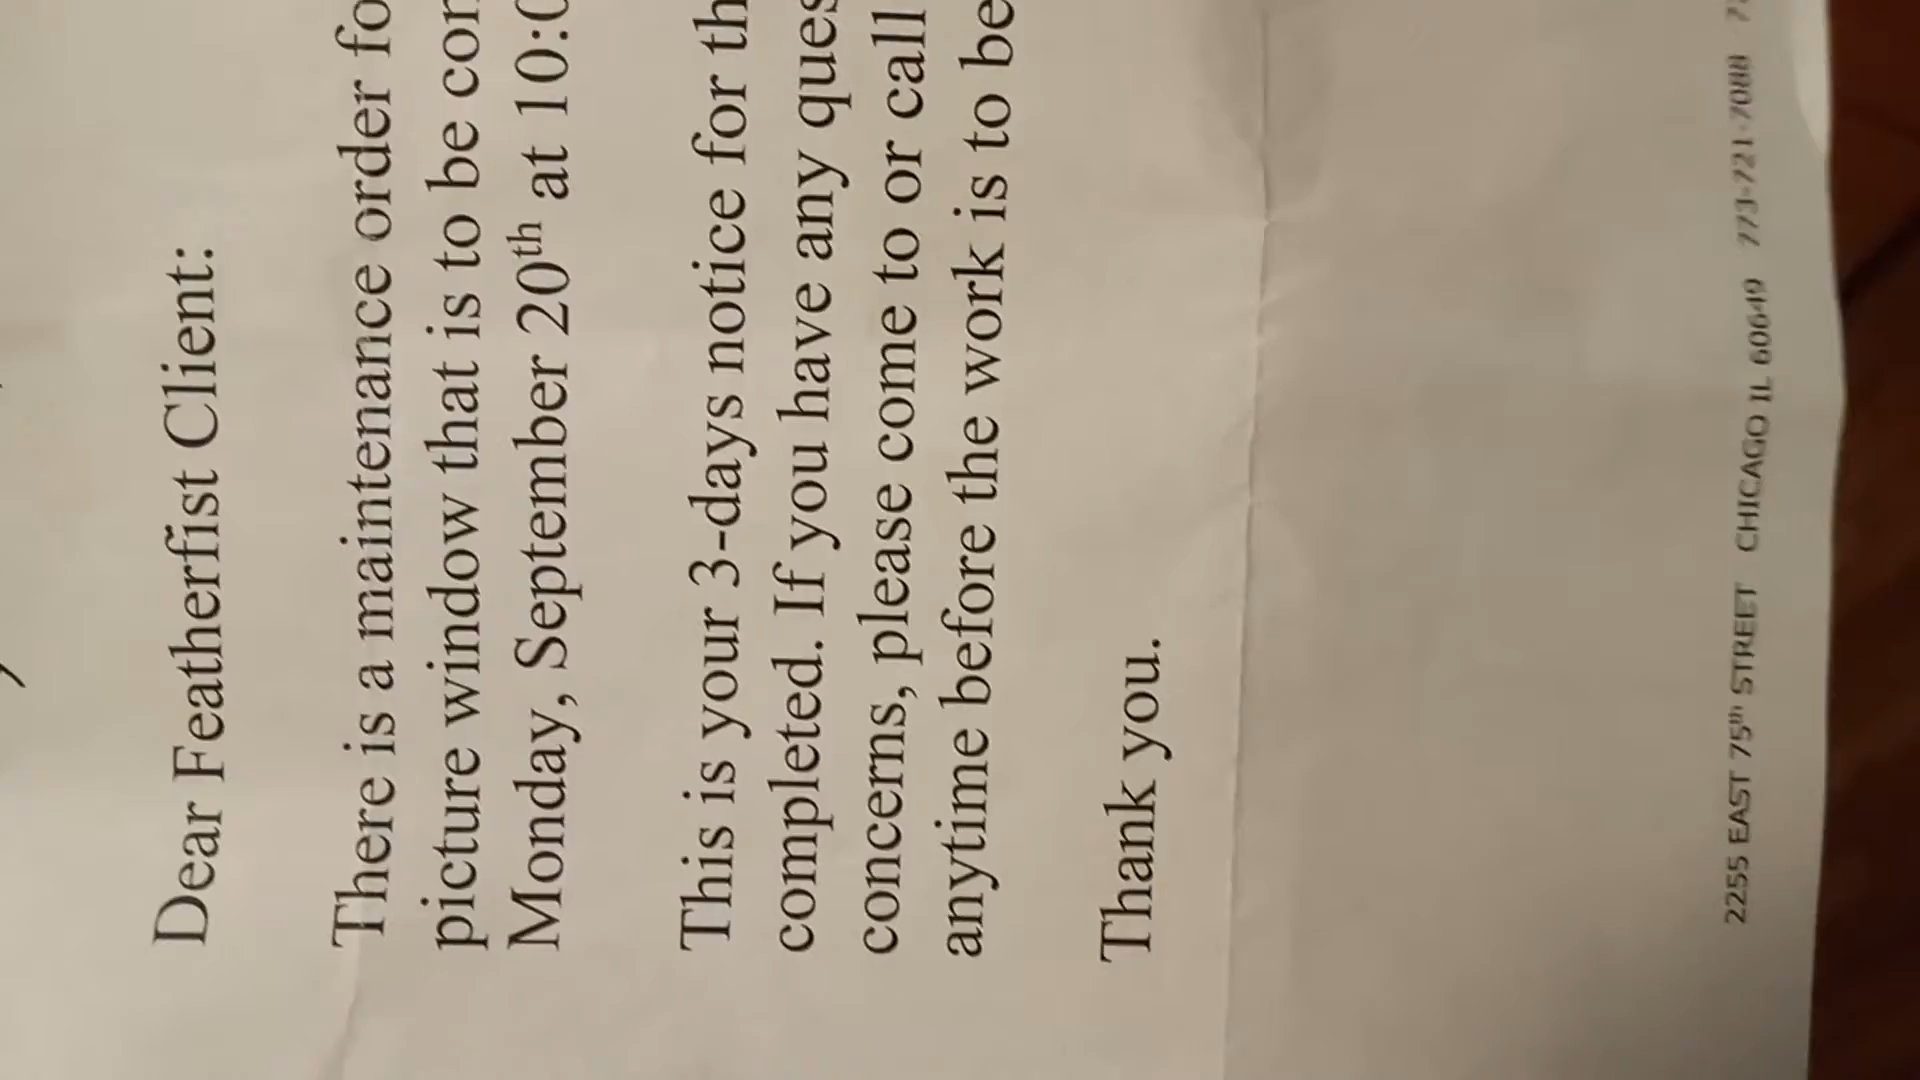 Dear Featherfist Client:
There is a maintenance order fo
picture window that is to be con
Monday, September 20th at 10:0
This is your 3-days notice for th
completed. If you have any ques
concerns, please come to or call
anytime before the work is to be
Thank you.
2255 EAST 75th STREET CHICAGO IL 60649 773-721-7088